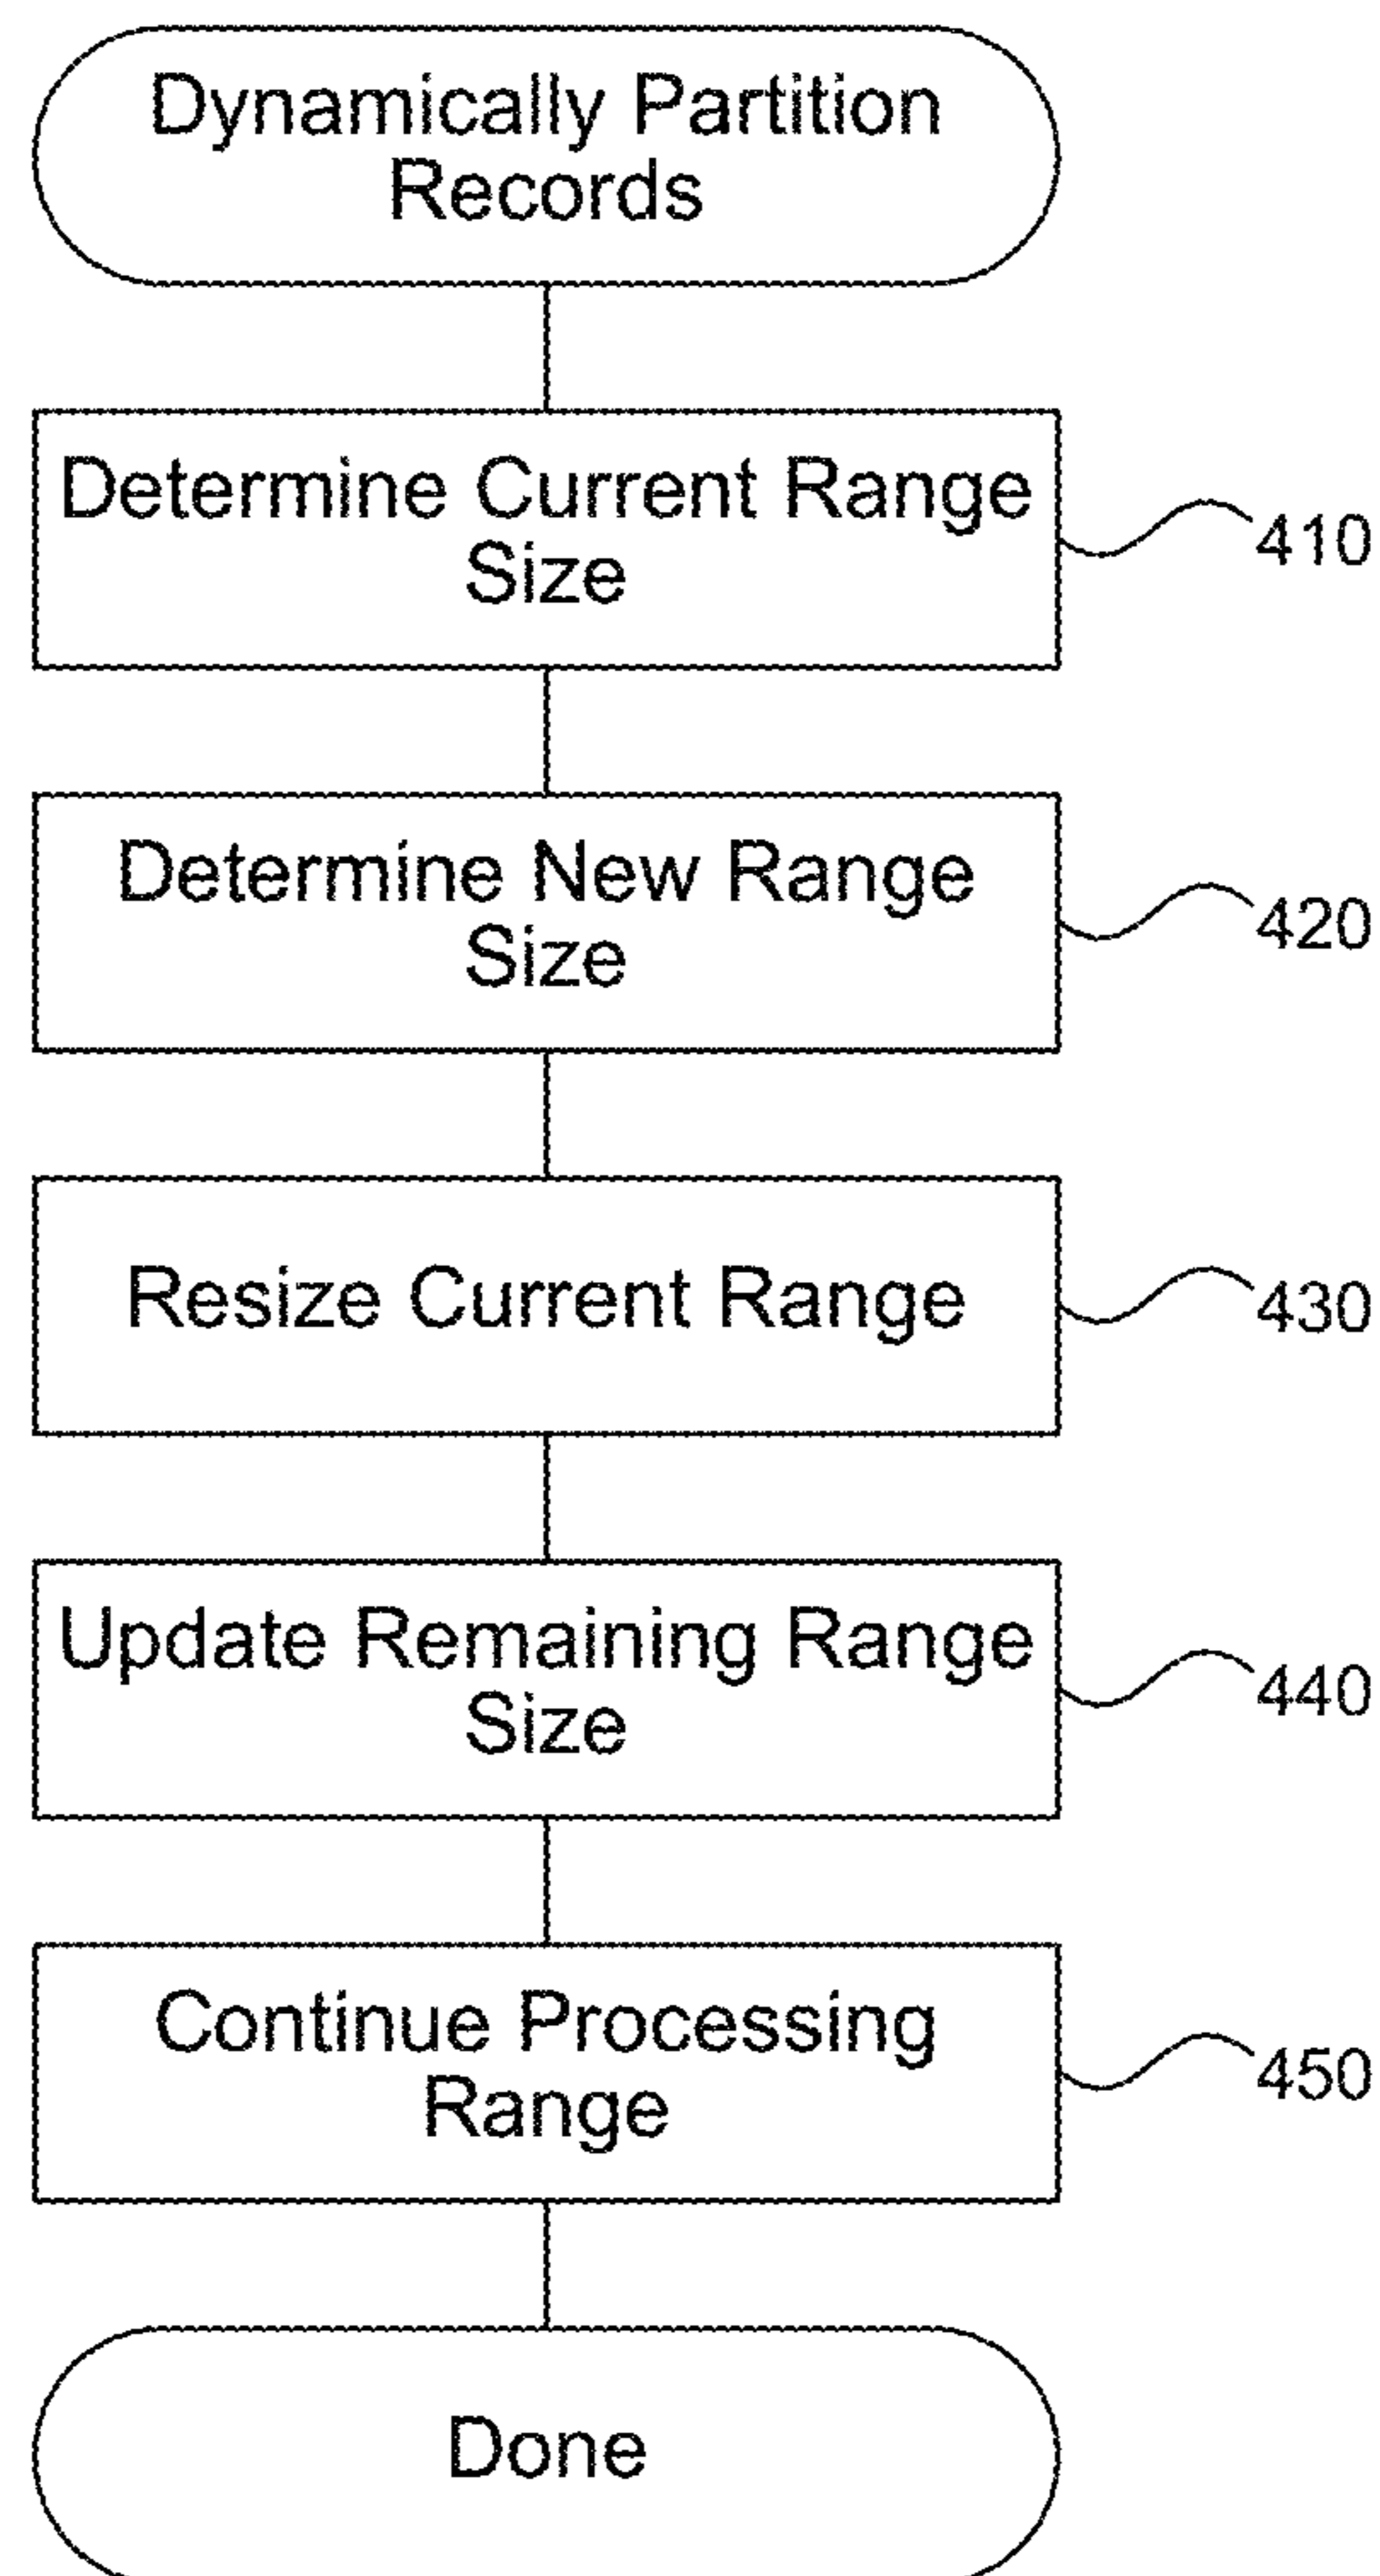 Dynamically Partition
Records
Determine Current Range
Size
410
Determine New Range
Size
420
Resize Current Range
430
Update Remaining Range
Size
440
Continue Processing
Range
450
Done